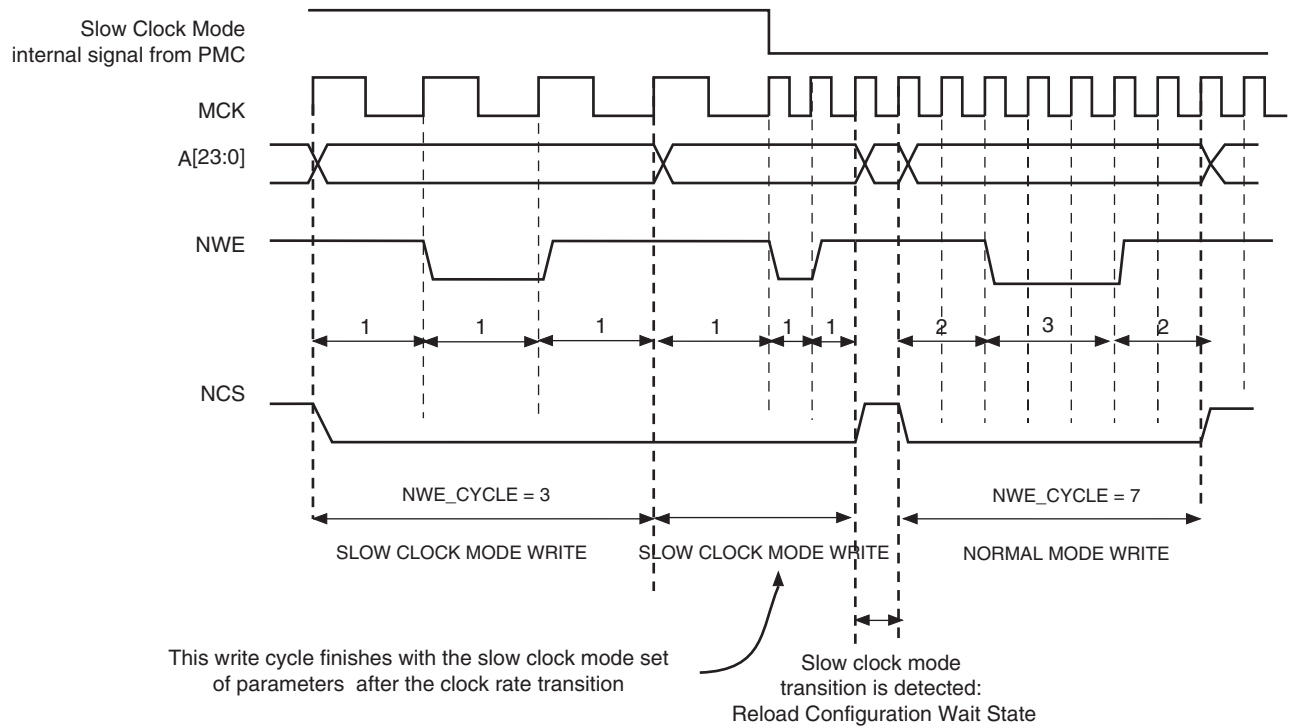 Slow Clock Mode
internal signal from PMC
MCK
A[23:0]
NWE
1 1 1 1 1 1 2 3 2
NCS
NWE_CYCLE = 3 NWE_CYCLE = 7
SLOW CLOCK MODE WRITE SLOW CLOCK MODE WRITE NORMAL MODE WRITE
This write cycle finishes with the slow clock mode set
of parameters after the clock rate transition
Slow clock mode
transition is detected:
Reload Configuration Wait State